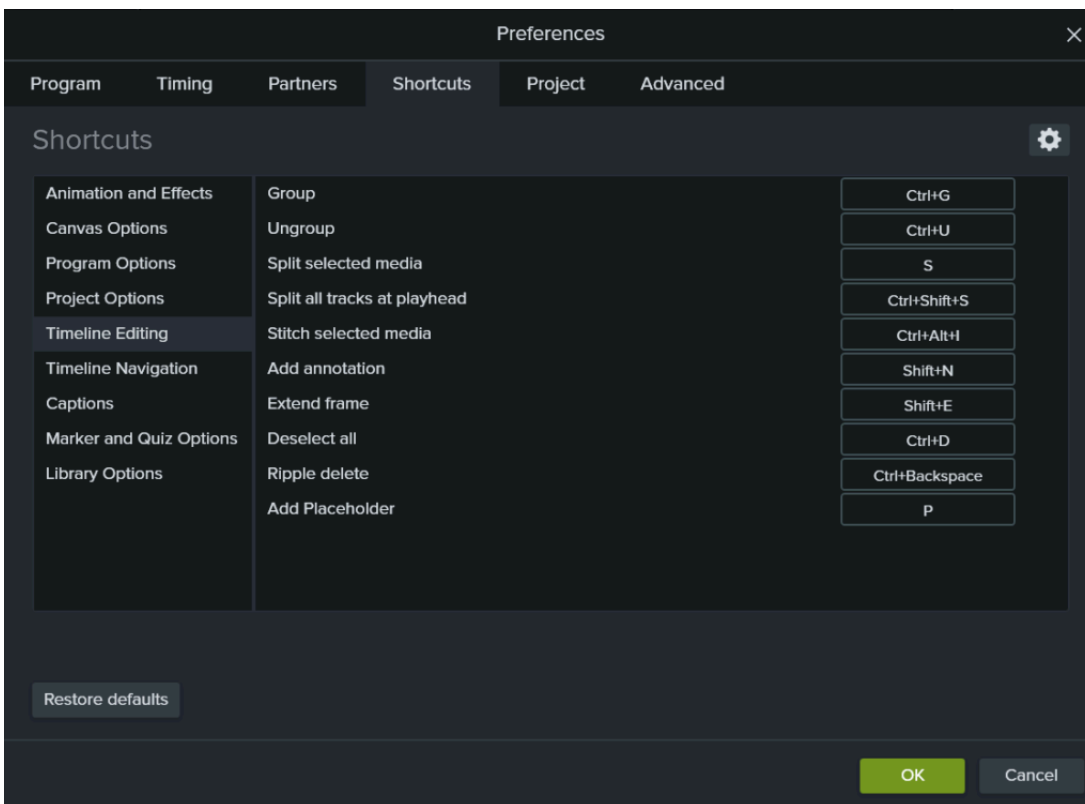 Preferences
Program Timing Partners Shortcuts Project Advanced
Shortcuts
Animation and Effects
Canvas Options
Program Options
Project Options
Timeline Editing
Timeline Navigation
Captions
Marker and Quiz Options
Library Options
Group Ctrl+G
Ungroup Ctrl+U
Split selected media S
Split all tracks at playhead Ctrl+Shift+S
Stitch selected media Ctrl+Alt+I
Add annotation Shift+N
Extend frame Shift+E
Deselect all Ctrl+D
Ripple delete Ctrl+Backspace
Add Placeholder P
Restore defaults
OK Cancel